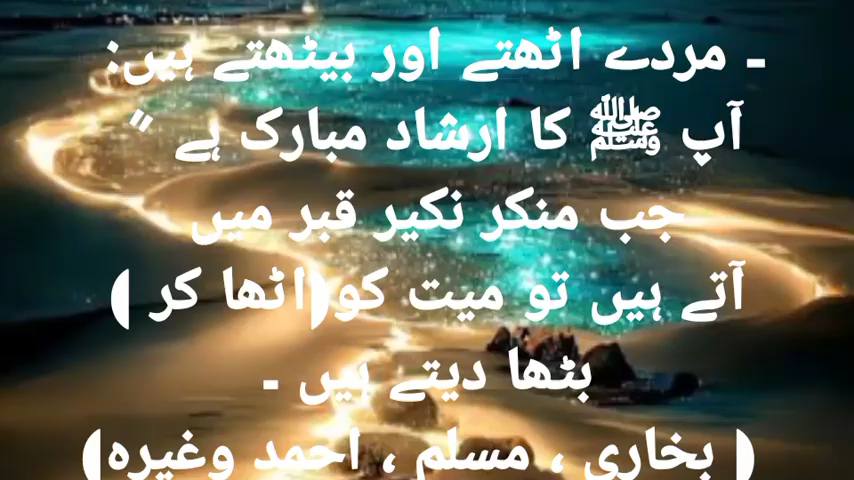 ۔ مردے اٹھتے اور بیٹھتے ہیں:
آپ ﷺ کا ارشاد مبارک ہے "
جب منکر نکیر قبر میں
آتے ہیں تو میت کو(اٹھا کر )
بٹھا دیتے ہیں ۔
( بخاری ، مسلم ، احمد وغیرہ)